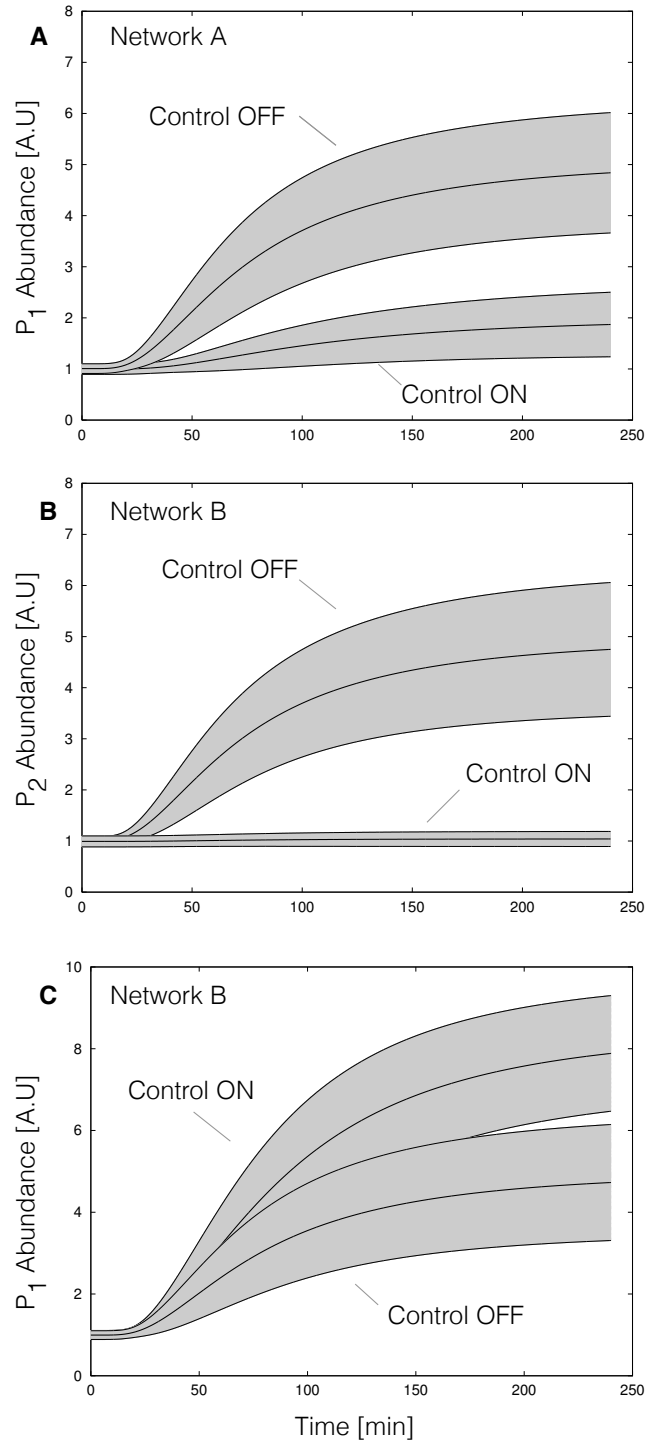 A
Network A
8
7
6
5
4
3
2
1
0
P1 Abundance [A.U]
Control OFF
Control ON
0 50 100 150 200 250
B
Network B
8
7
6
5
4
3
2
1
0
P2 Abundance [A.U]
Control OFF
Control ON
0 50 100 150 200 250
C
Network B
10
8
6
4
2
0
P1 Abundance [A.U]
Control ON
Control OFF
0 50 100 150 200 250
Time [min]